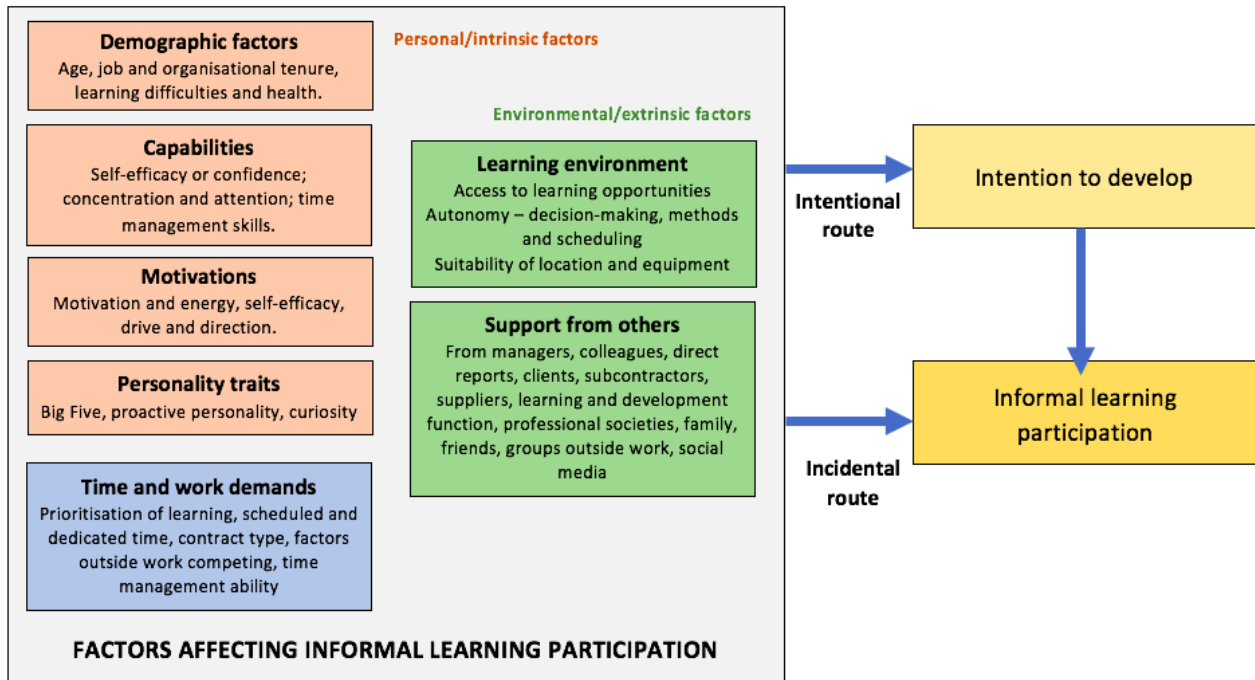 Demographic factors
Age, job and organisational tenure,
learning difficulties and health.
Capabilities
Self-efficacy or confidence;
concentration and attention; time
management skills.
Motivations
Motivation and energy, self-efficacy,
drive and direction.
Personality traits
Big Five, proactive personality, curiosity
Time and work demands
Prioritisation of learning, scheduled and
dedicated time, contract type, factors
outside work competing, time
management ability
Personal/intrinsic factors
Environmental/extrinsic factors
Learning environment
Access to learning opportunities
Autonomy – decision-making, methods
and scheduling
Suitability of location and equipment
Support from others
From managers, colleagues, direct
reports, clients, subcontractors,
suppliers, learning and development
function, professional societies, family,
friends, groups outside work, social
media
FACTORS AFFECTING INFORMAL LEARNING PARTICIPATION
Intentional
route
Intention to develop
Incidental
route
Informal learning
participation